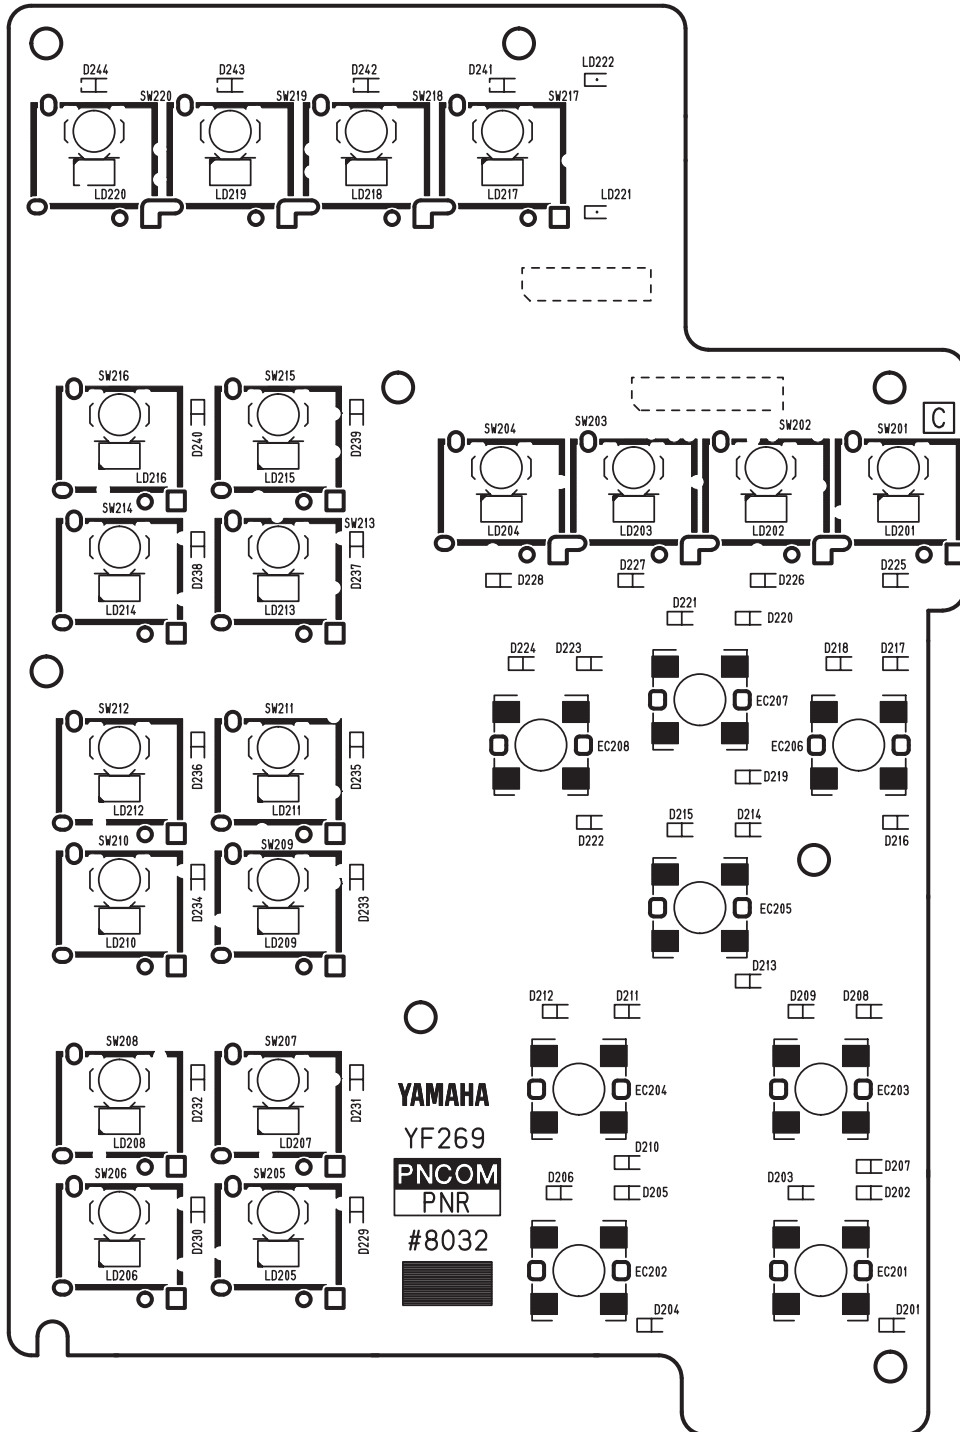 LD222
D244 D243 D242 D241
SW220 SW219 SW218 SW217
LD220 LD219 LD218 LD217 LD221
SW216 SW215
C
SW204 SW203 SW202 SW201
D240 D239
LD216 LD215
SW214 SW213
LD204 LD203 LD202 LD201
D238 D237
D228 D227 D226 D225
LD214 LD213
D221 D220
D224 D223 D218 D217
EC207
SW212 SW211
EC208 EC206
D236 D235
D219
LD212 LD211
D215 D214
D222 D216
SW210 SW209
D234 D233
EC205
LD210 LD209
D213
D212 D211 D209 D208
SW208 SW207
EC204 EC203
YAMAHA
D232 D231
YF269
LD208 LD207
D210
D207
SW206 SW205
PNCOM
D206 D205 D203 D202
PNR
D230 D229
#8032
LD206 LD205
EC202 EC201
D204 D201